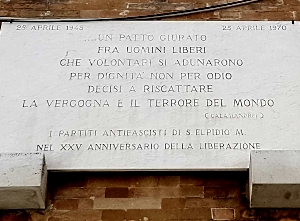 25 APRILE 1945 25 APRILE 1970
... UN PATTO GIURATO
FRA UOMINI LIBERI
CHE VOLONTARI SI ADUNARONO
PER DIGNITA' NON PER ODIO
DECISI A RISCATTARE
LA VERGOGNA E IL TERRORE DEL MONDO
(CALAMANDREI)
I PARTITI ANTIFASCISTI DI S. ELPIDIO M.
NEL XXV ANNIVERSARIO DELLA LIBERAZIONE